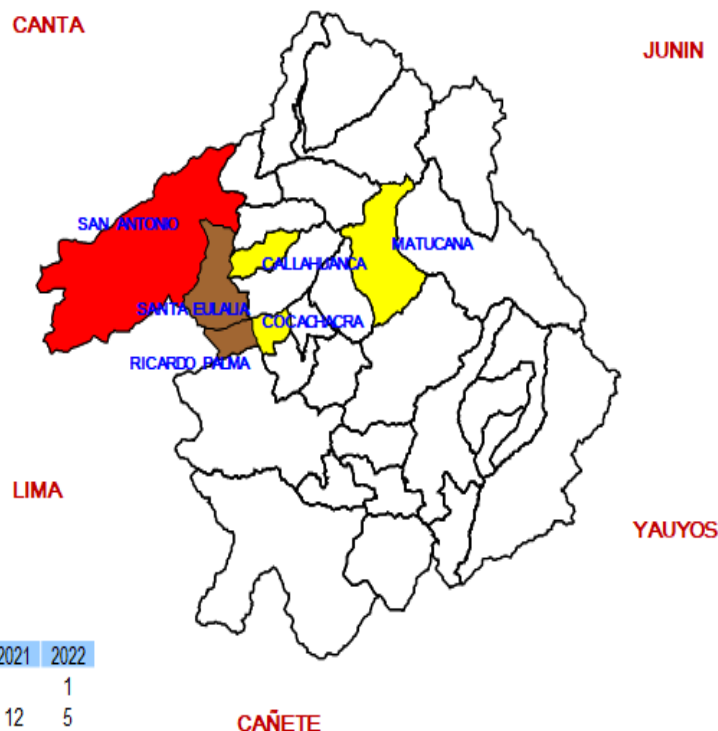 CANTA
JUNIN
SAN ANTONIO
MATUCANA
CALLAHUANCA
SANTA EULALIA
COCACHACRA
RICARDO PALMA
LIMA
YAUYOS
2021 2022
1
12 5
CAÑETE